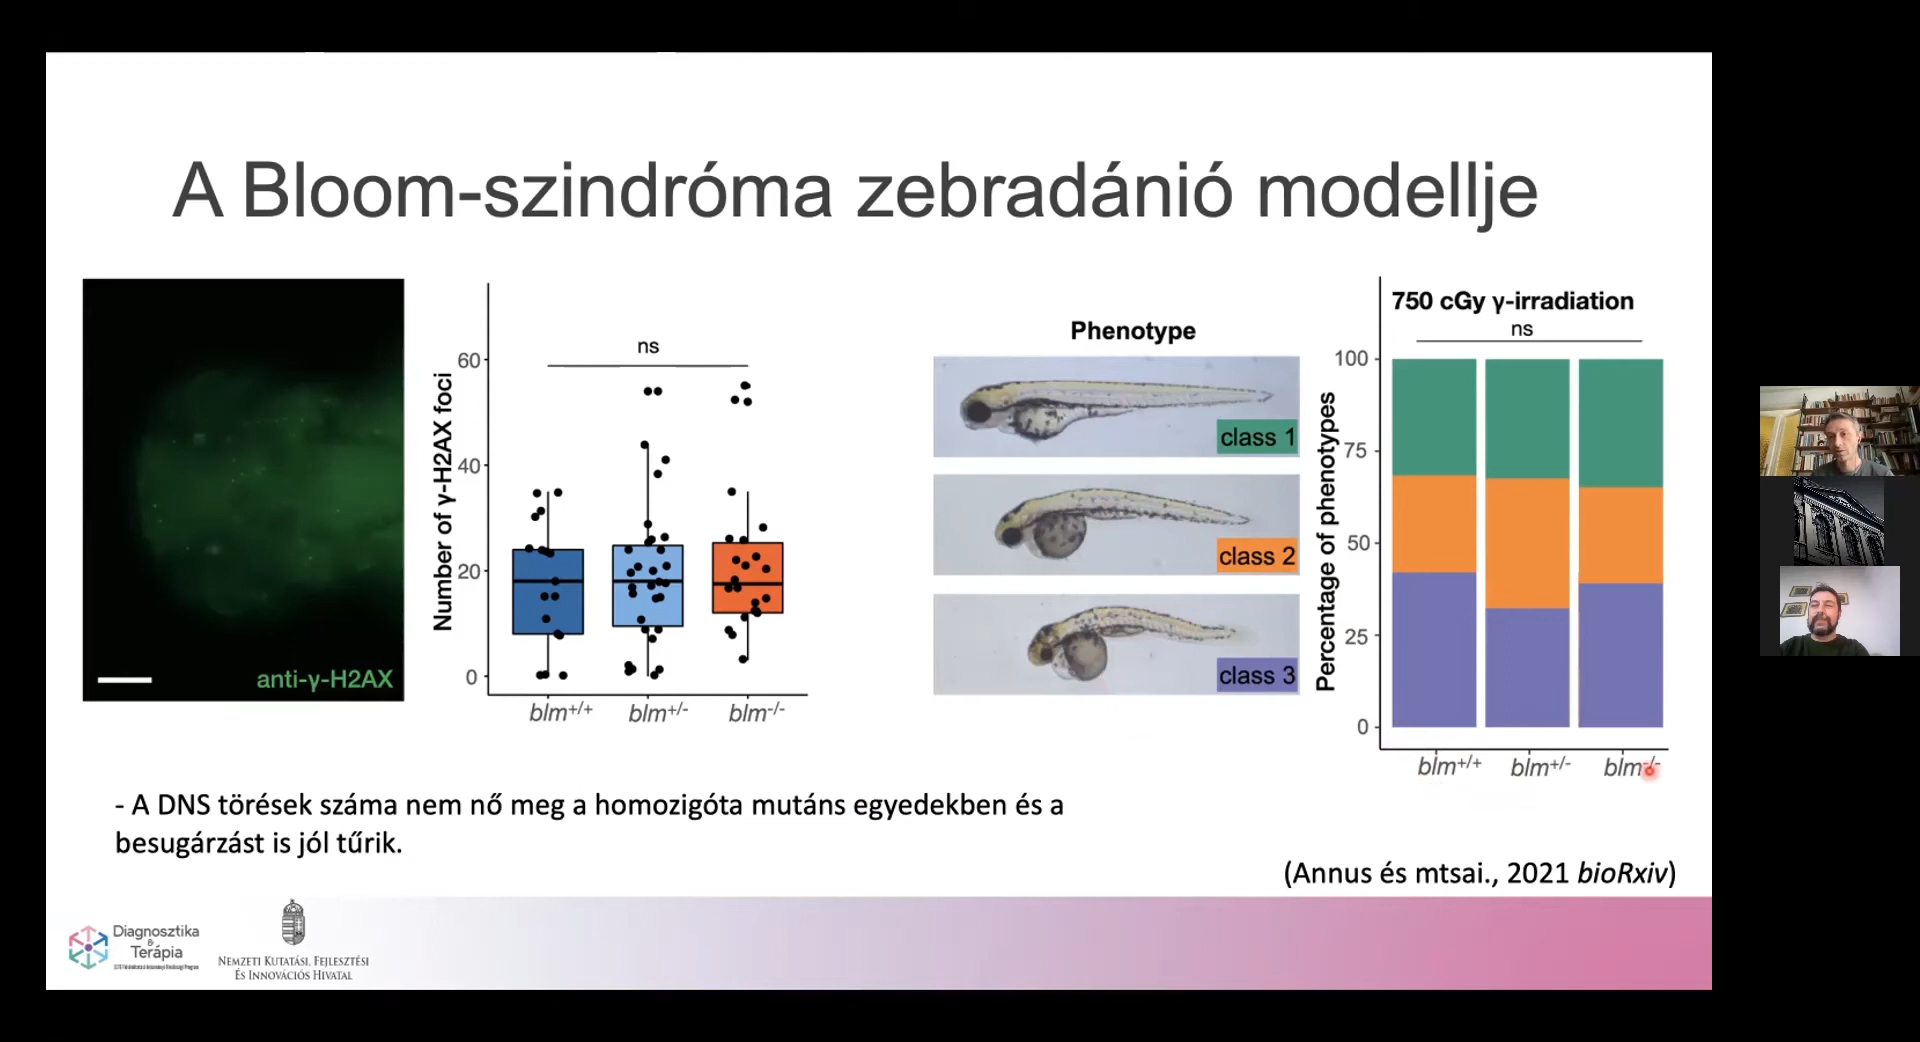 A Bloom-szindróma zebradánió modellje
anti-γ-H2AX
Number of γ-H2AX foci
60
40
20
0
ns
blm+/+
blm+/-
blm-/-
Phenotype
class 1
class 2
class 3
Percentage of phenotypes
100
75
50
25
0
750 cGy γ-irradiation
ns
blm+/+
blm+/-
blm-/-
- A DNS törések száma nem nő meg a homozigóta mutáns egyedekben és a
besugárzást is jól tűrik.
(Annus és mtsai., 2021 bioRxiv)
Diagnosztika
&
Terápia
NEMZETI KUTATÁSI, FEJLESZTÉSI
ÉS INNOVÁCIÓS HIVATAL